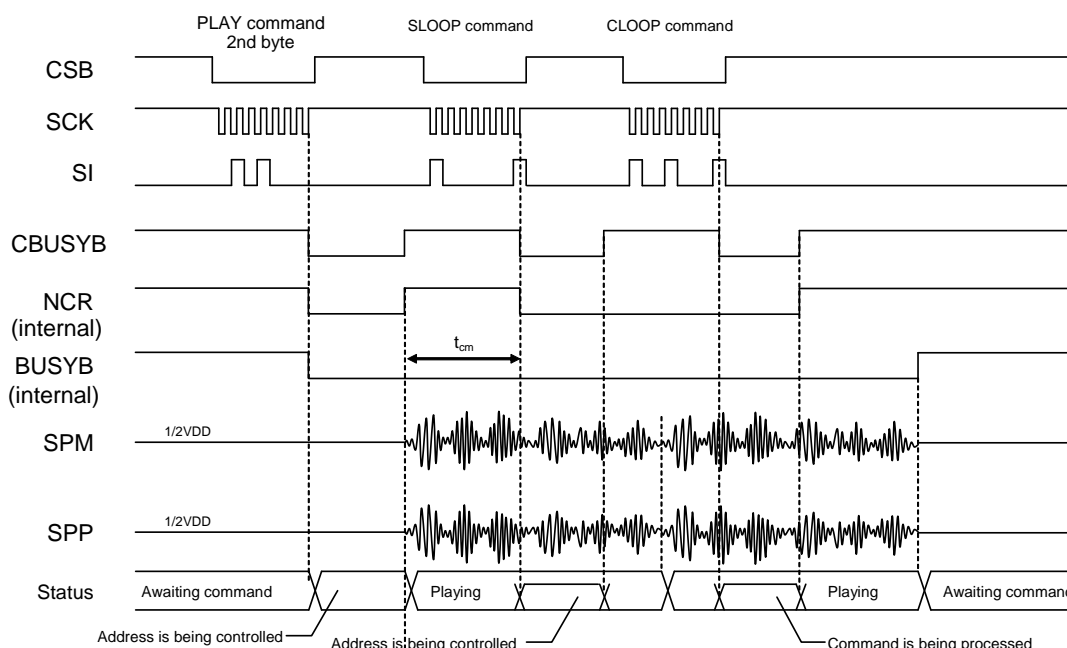 PLAY command
2nd byte
SLOOP command
CLOOP command
CSB
SCK
SI
CBUSYB
NCR
(internal)
tcm
BUSYB
(internal)
SPM
1/2VDD
SPP
1/2VDD
Status
Awaiting command
Playing
Playing
Awaiting command
Address is being controlled
Address is being controlled
Command is being processed